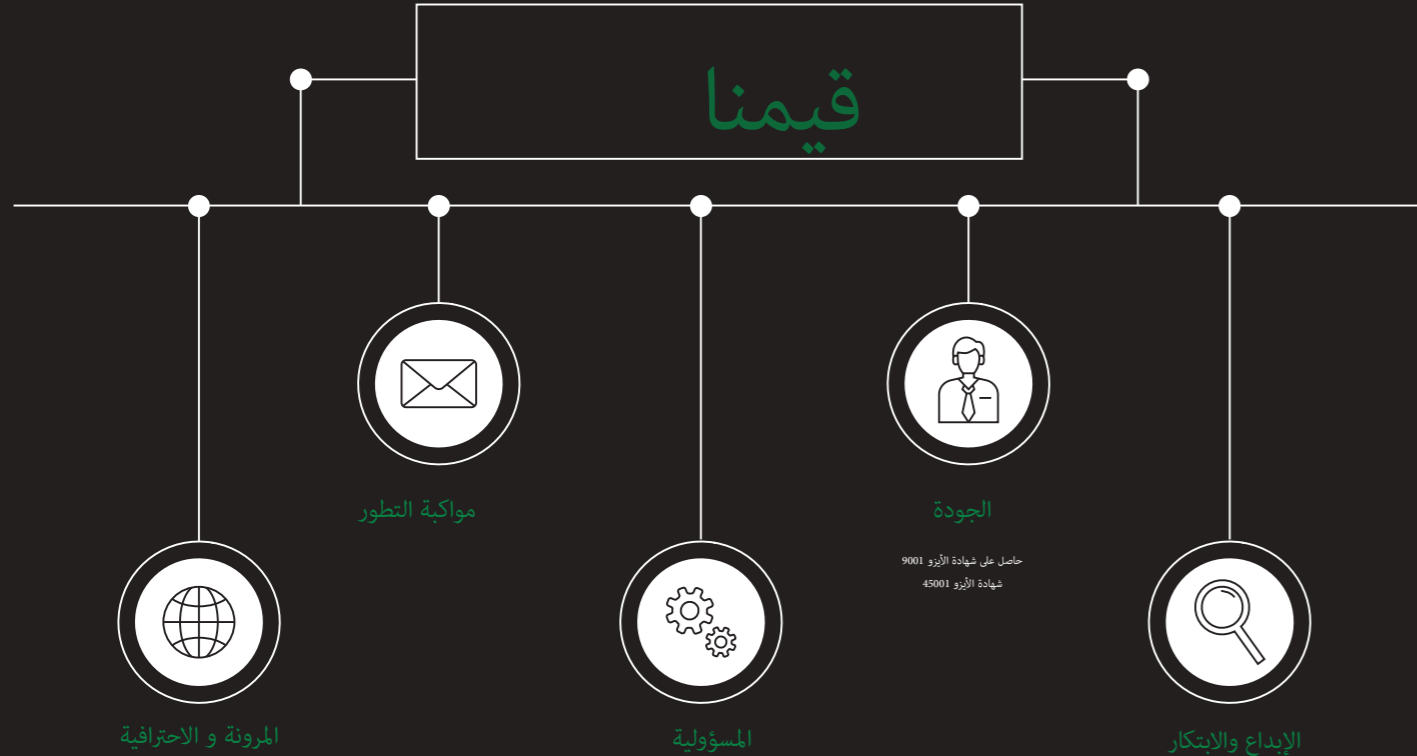 قيمنا
الإبداع والابتكار
الجودة
حاصل على شهادة الأيزو 9001
شهادة الأيزو 45001
المسؤولية
مواكبة التطور
المرونة و الاحترافية